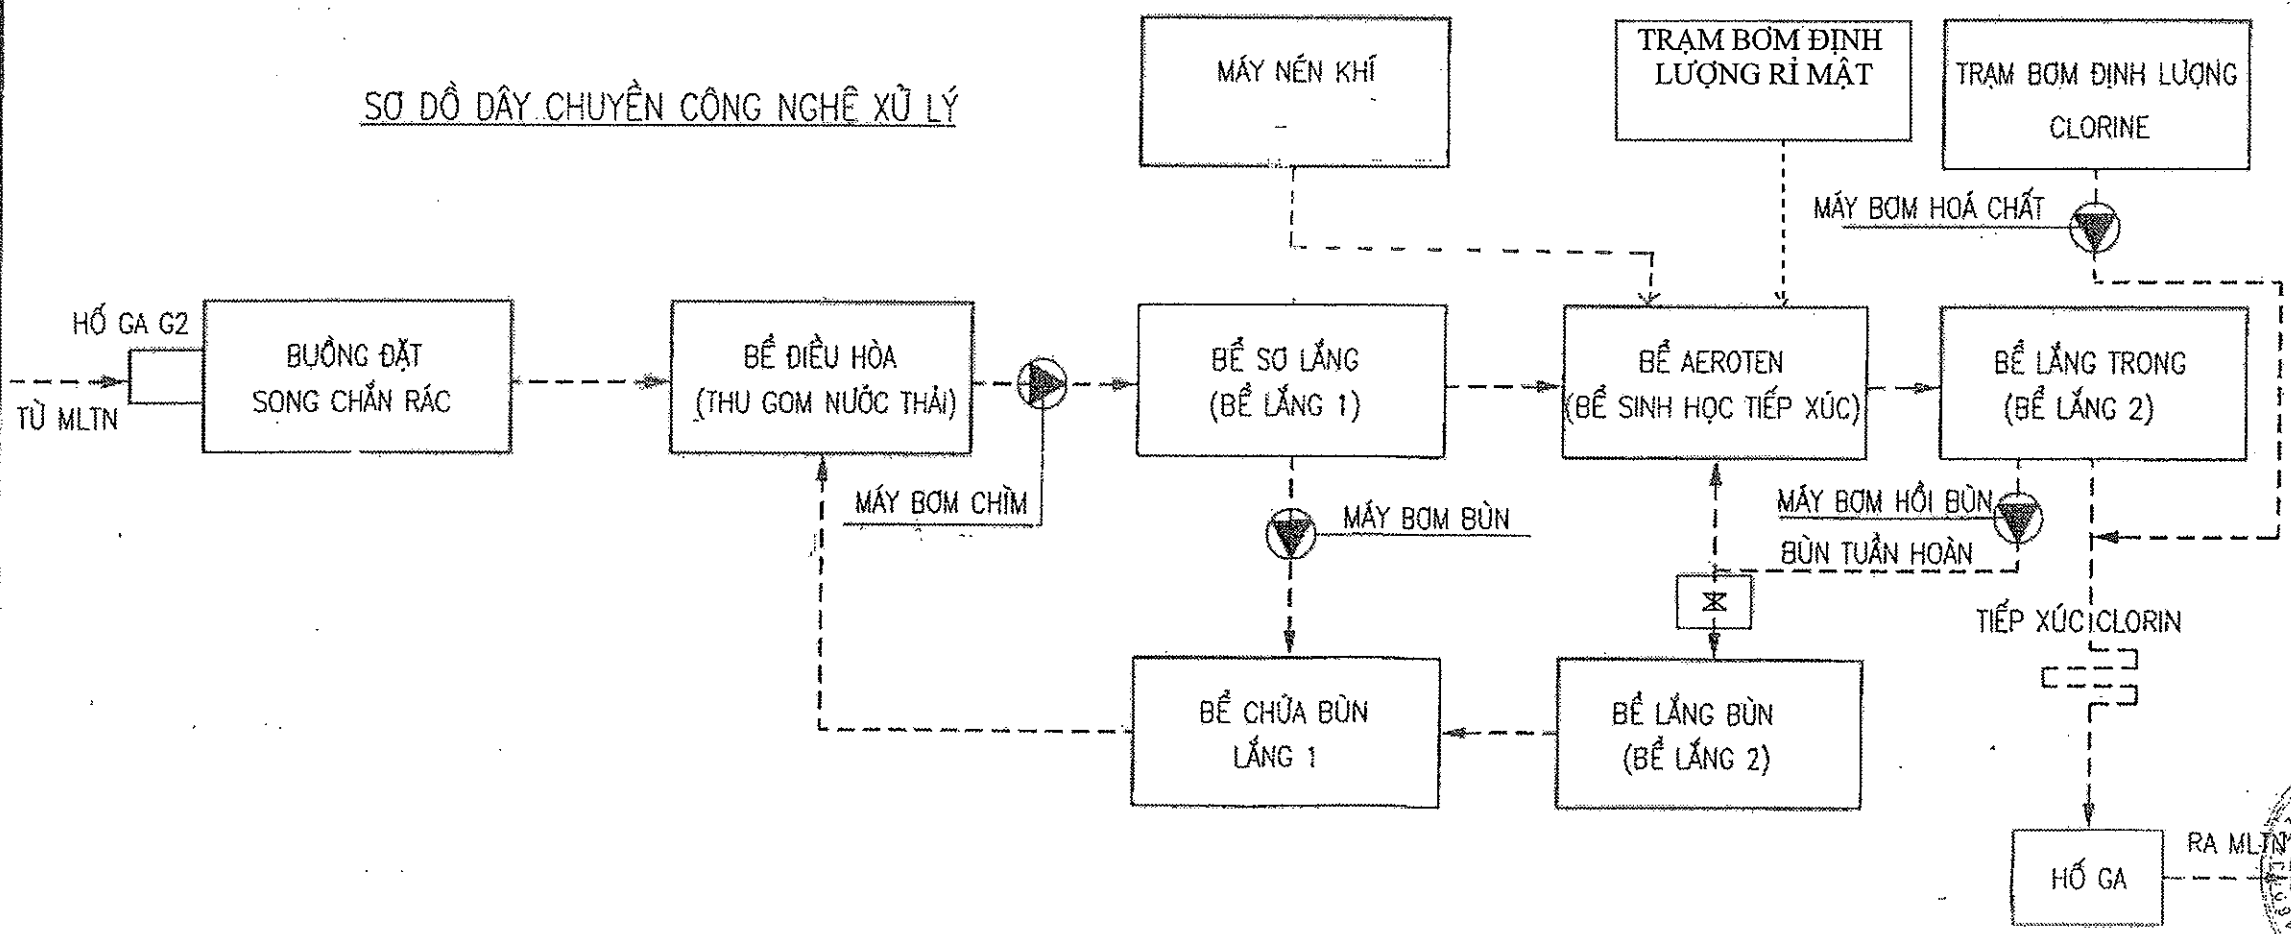 SƠ DỒ DÂY CHUYỀN CÔNG NGHỆ XỬ LÝ
MÁY NÉN KHÍ
TRẠM BƠM ĐỊNH
LƯỢNG RỈ MẬT
TRẠM BƠM ĐỊNH LƯỢNG
CLORINE
MÁY BƠM HOÁ CHẤT
HỐ GA G2
TỪ MLTN
BUỒNG ĐẶT
SONG CHẮN RÁC
BỂ ĐIỀU HÒA
(THU GOM NƯỚC THẢI)
MÁY BƠM CHÌM
BỂ SƠ LẮNG
(BỂ LẮNG 1)
BỂ AEROTEN
(BỂ SINH HỌC TIẾP XÚC)
BỂ LẮNG TRONG
(BỂ LẮNG 2)
MÁY BƠM BÙN
MÁY BƠM HỒI BÙN
BÙN TUẦN HOÀN
TIẾP XÚC CLORIN
BỂ CHỨA BÙN
LẮNG 1
BỂ LẮNG BÙN
(BỂ LẮNG 2)
HỐ GA
RA MLTN